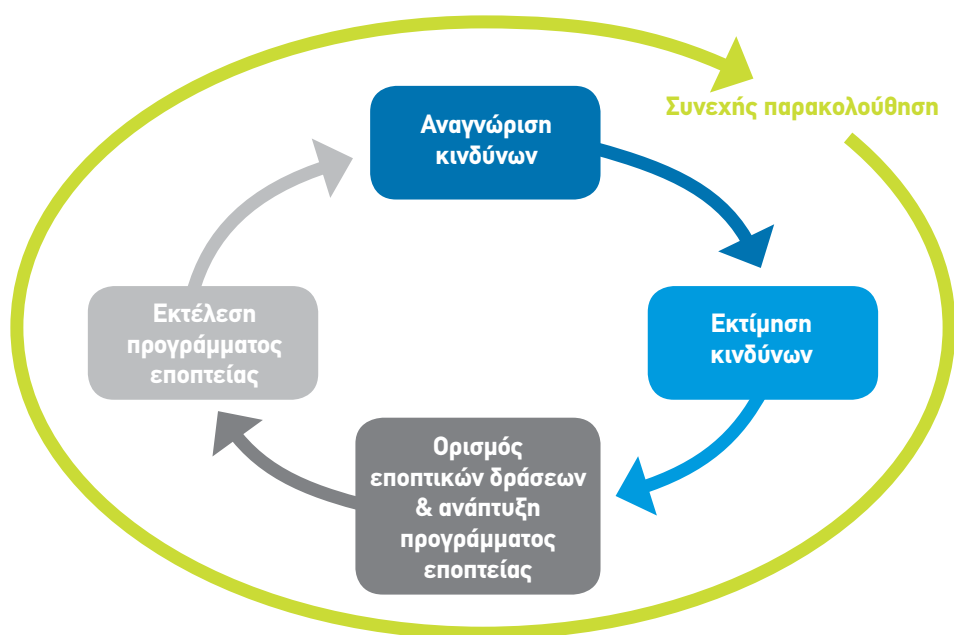 Αναγνώριση
κινδύνων
Συνεχής παρακολούθηση
Εκτίμηση
κινδύνων
Ορισμός
εποπτικών δράσεων
& ανάπτυξη
προγράμματος
εποπτείας
Εκτέλεση
προγράμματος
εποπτείας